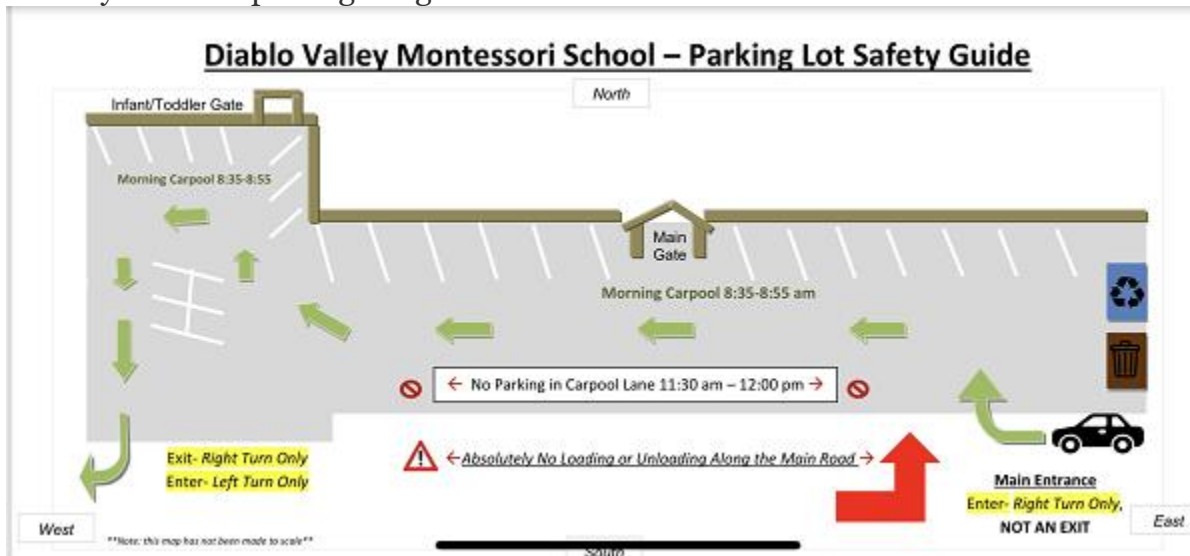 Diablo Valley Montessori School – Parking Lot Safety Guide
North
Infant/Toddler Gate
Morning Carpool 8:35-8:55
Main
Gate
Morning Carpool 8:35-8:55 am
← No Parking in Carpool Lane 11:30 am – 12:00 pm →
←Absolutely No Loading or Unloading Along the Main Road →
Exit- Right Turn Only
Enter- Left Turn Only
Main Entrance
Enter- Right Turn Only,
NOT AN EXIT
West
East
**Note: this map has not been made to scale**
South